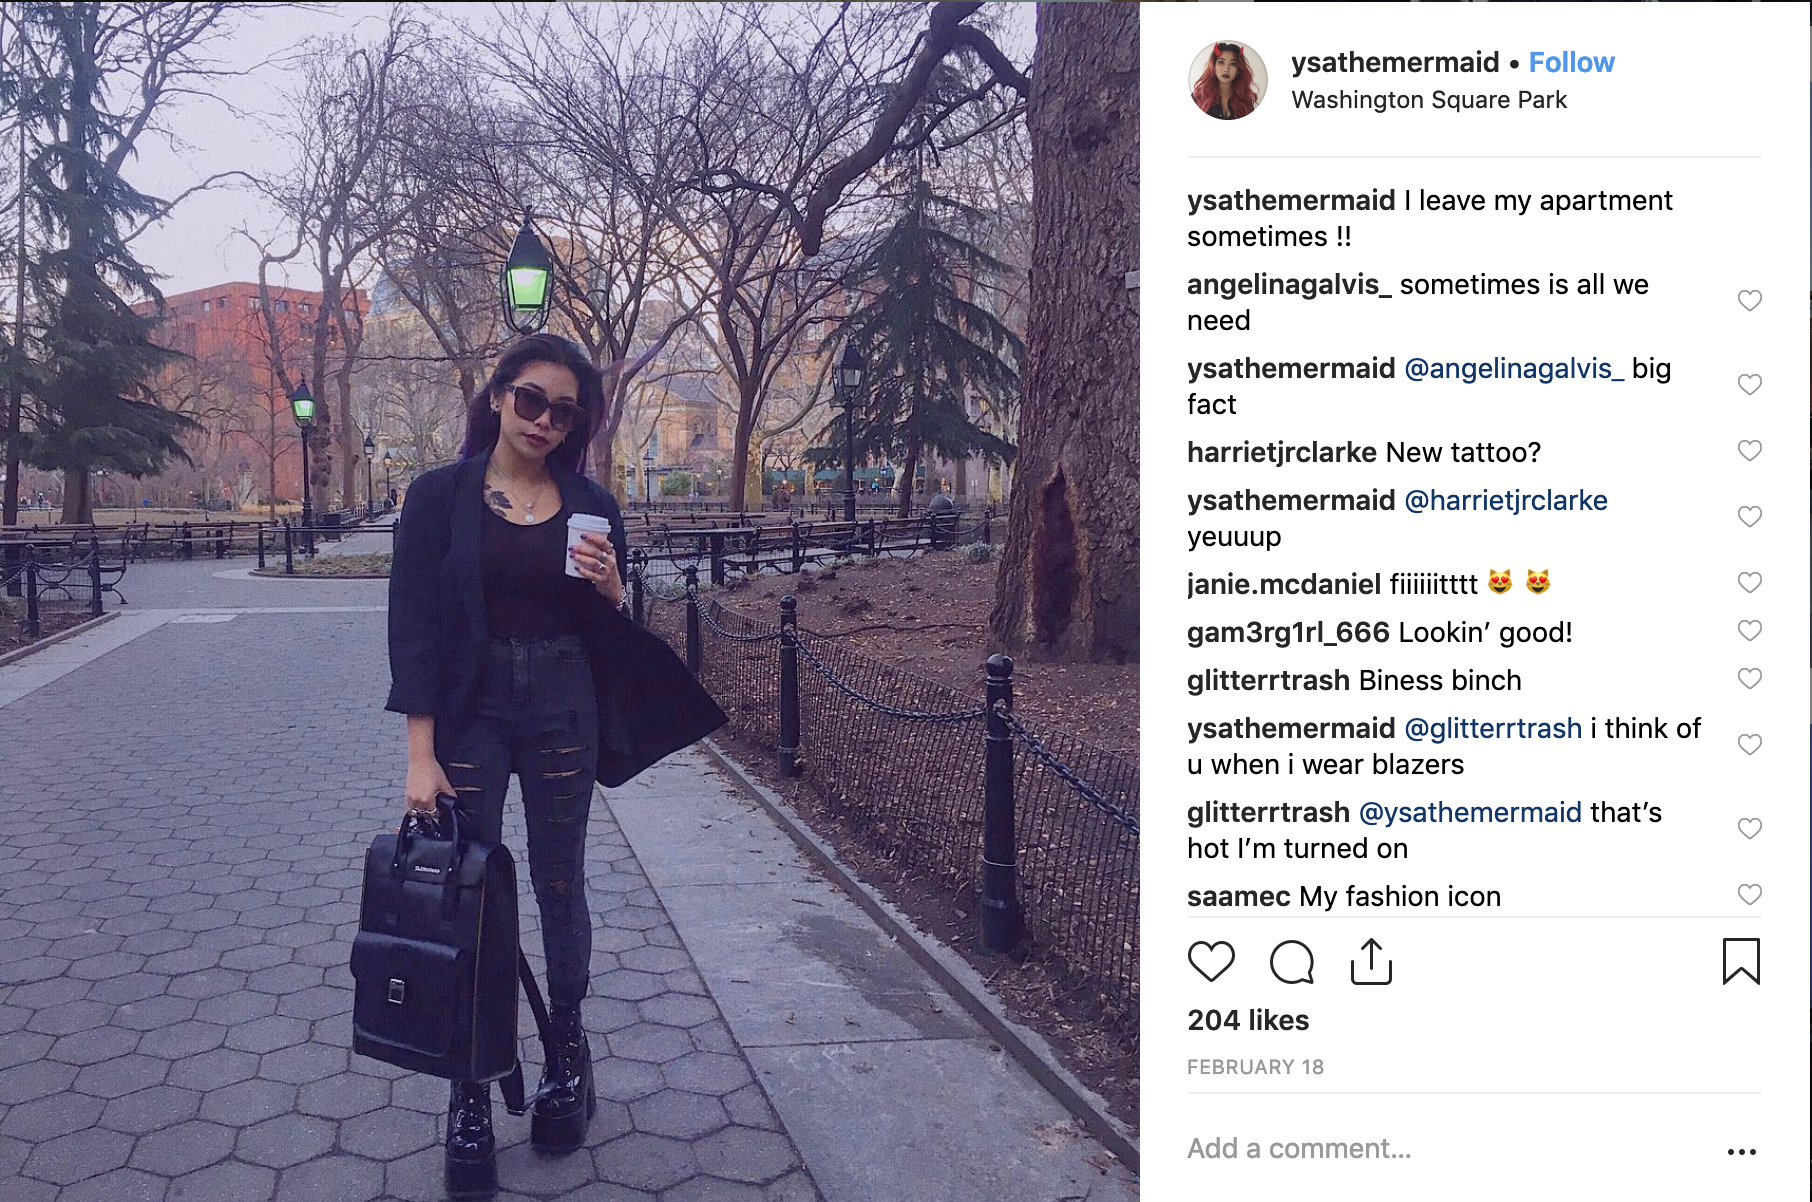 ysathemermaid • Follow
Washington Square Park
ysathemermaid I leave my apartment
sometimes !!
angelinagalvis_ sometimes is all we
need
ysathemermaid @angelinagalvis_ big
fact
harrietjrclarke New tattoo?
ysathemermaid @harrietjrclarke
yeuuup
janie.mcdaniel fiiiiiitttt 😻 😻
gam3rg1rl_666 Lookin’ good!
glitterrtrash Biness binch
ysathemermaid @glitterrtrash i think of
u when i wear blazers
glitterrtrash @ysathemermaid that’s
hot I’m turned on
saamec My fashion icon
204 likes
FEBRUARY 18
Add a comment...